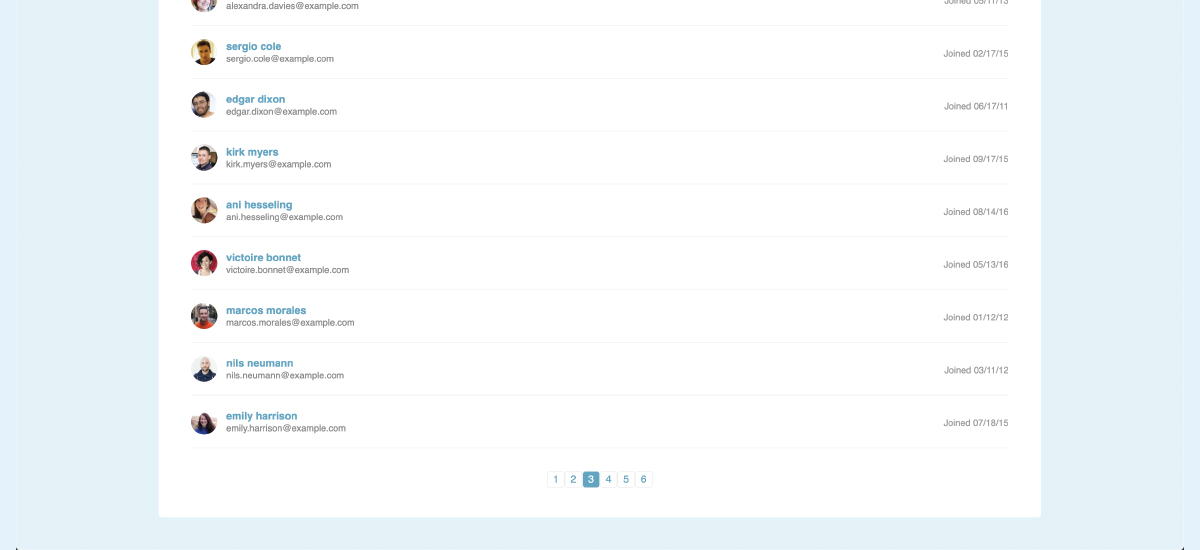 alexandra.davies@example.com
Joined 05/11/13
sergio cole
sergio.cole@example.com
Joined 02/17/15
edgar dixon
edgar.dixon@example.com
Joined 06/17/11
kirk myers
kirk.myers@example.com
Joined 09/17/15
ani hesseling
ani.hesseling@example.com
Joined 08/14/16
victoire bonnet
victoire.bonnet@example.com
Joined 05/13/16
marcos morales
marcos.morales@example.com
Joined 01/12/12
nils neumann
nils.neumann@example.com
Joined 03/11/12
emily harrison
emily.harrison@example.com
Joined 07/18/15
1 2 3 4 5 6